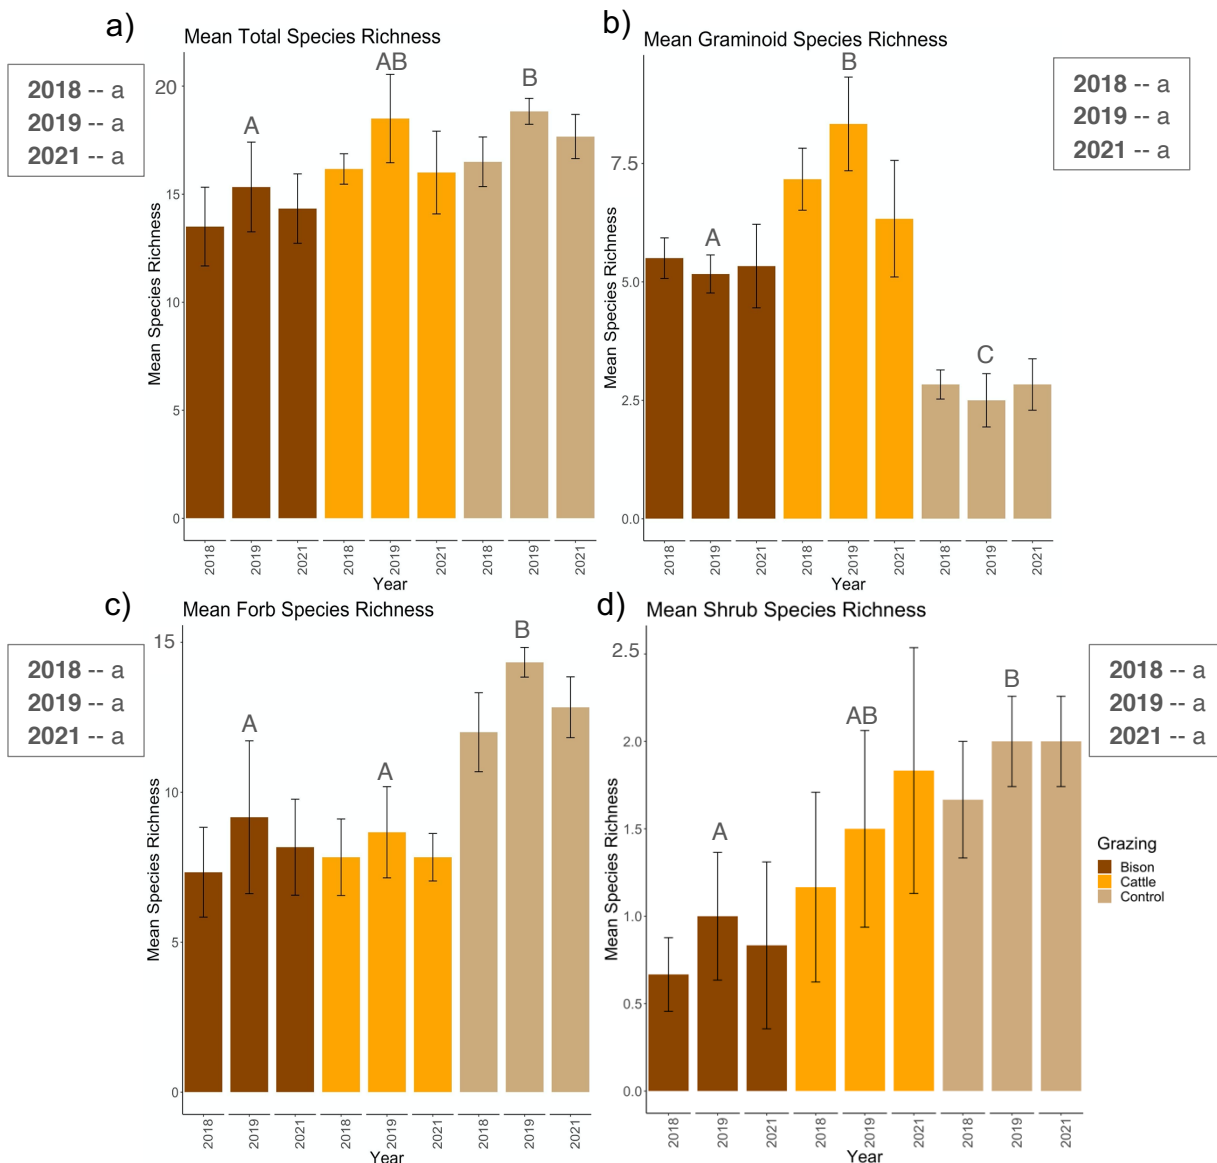 a)
Mean Total Species Richness
2018 -- a
2019 -- a
2021 -- a
Mean Species Richness
20
15
10
5
0
A
AB
B
2018 2019 2021 2018 2019 2021 2018 2019 2021
Year
b)
Mean Graminoid Species Richness
2018 -- a
2019 -- a
2021 -- a
Mean Species Richness
7.5
5.0
2.5
0.0
A
B
C
2018 2019 2021 2018 2019 2021 2018 2019 2021
Year
c)
Mean Forb Species Richness
2018 -- a
2019 -- a
2021 -- a
Mean Species Richness
15
10
5
0
A
A
B
2018 2019 2021 2018 2019 2021 2018 2019 2021
Year
d)
Mean Shrub Species Richness
2018 -- a
2019 -- a
2021 -- a
Mean Species Richness
2.5
2.0
1.5
1.0
0.5
0.0
A
AB
B
2018 2019 2021 2018 2019 2021 2018 2019 2021
Year
Grazing
Bison
Cattle
Control